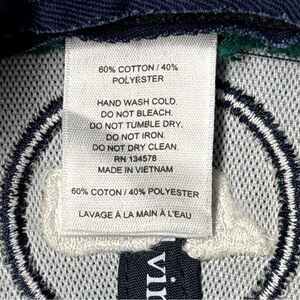 60% COTTON / 40%
POLYESTER
HAND WASH COLD.
DO NOT BLEACH.
DO NOT TUMBLE DRY.
DO NOT IRON.
DO NOT DRY CLEAN.
RN 134578
MADE IN VIETNAM
60% COTON / 40% POLYESTER
LAVAGE À LA MAIN À L'EAU
vin